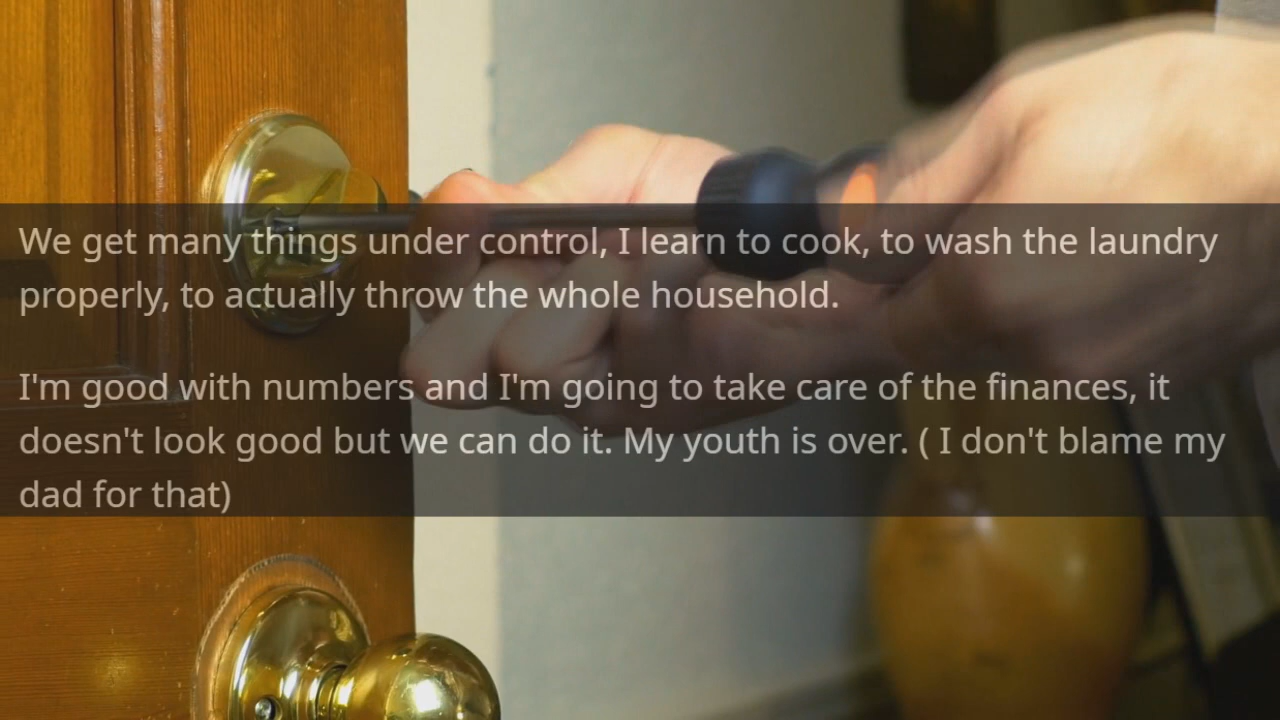 We get many things under control, I learn to cook, to wash the laundry
properly, to actually throw the whole household.
I'm good with numbers and I'm going to take care of the finances, it
doesn't look good but we can do it. My youth is over. ( I don't blame my
dad for that)